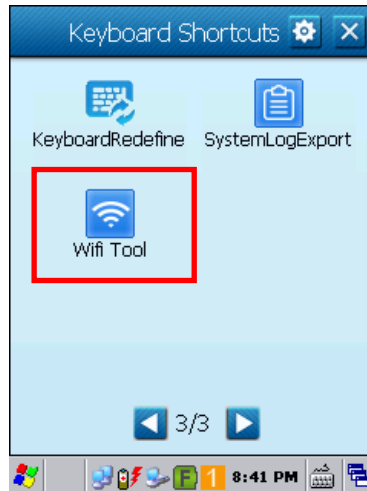 Keyboard Shortcuts
KeyboardRedefine SystemLogExport
Wifi Tool
3/3
F 1 8:41 PM